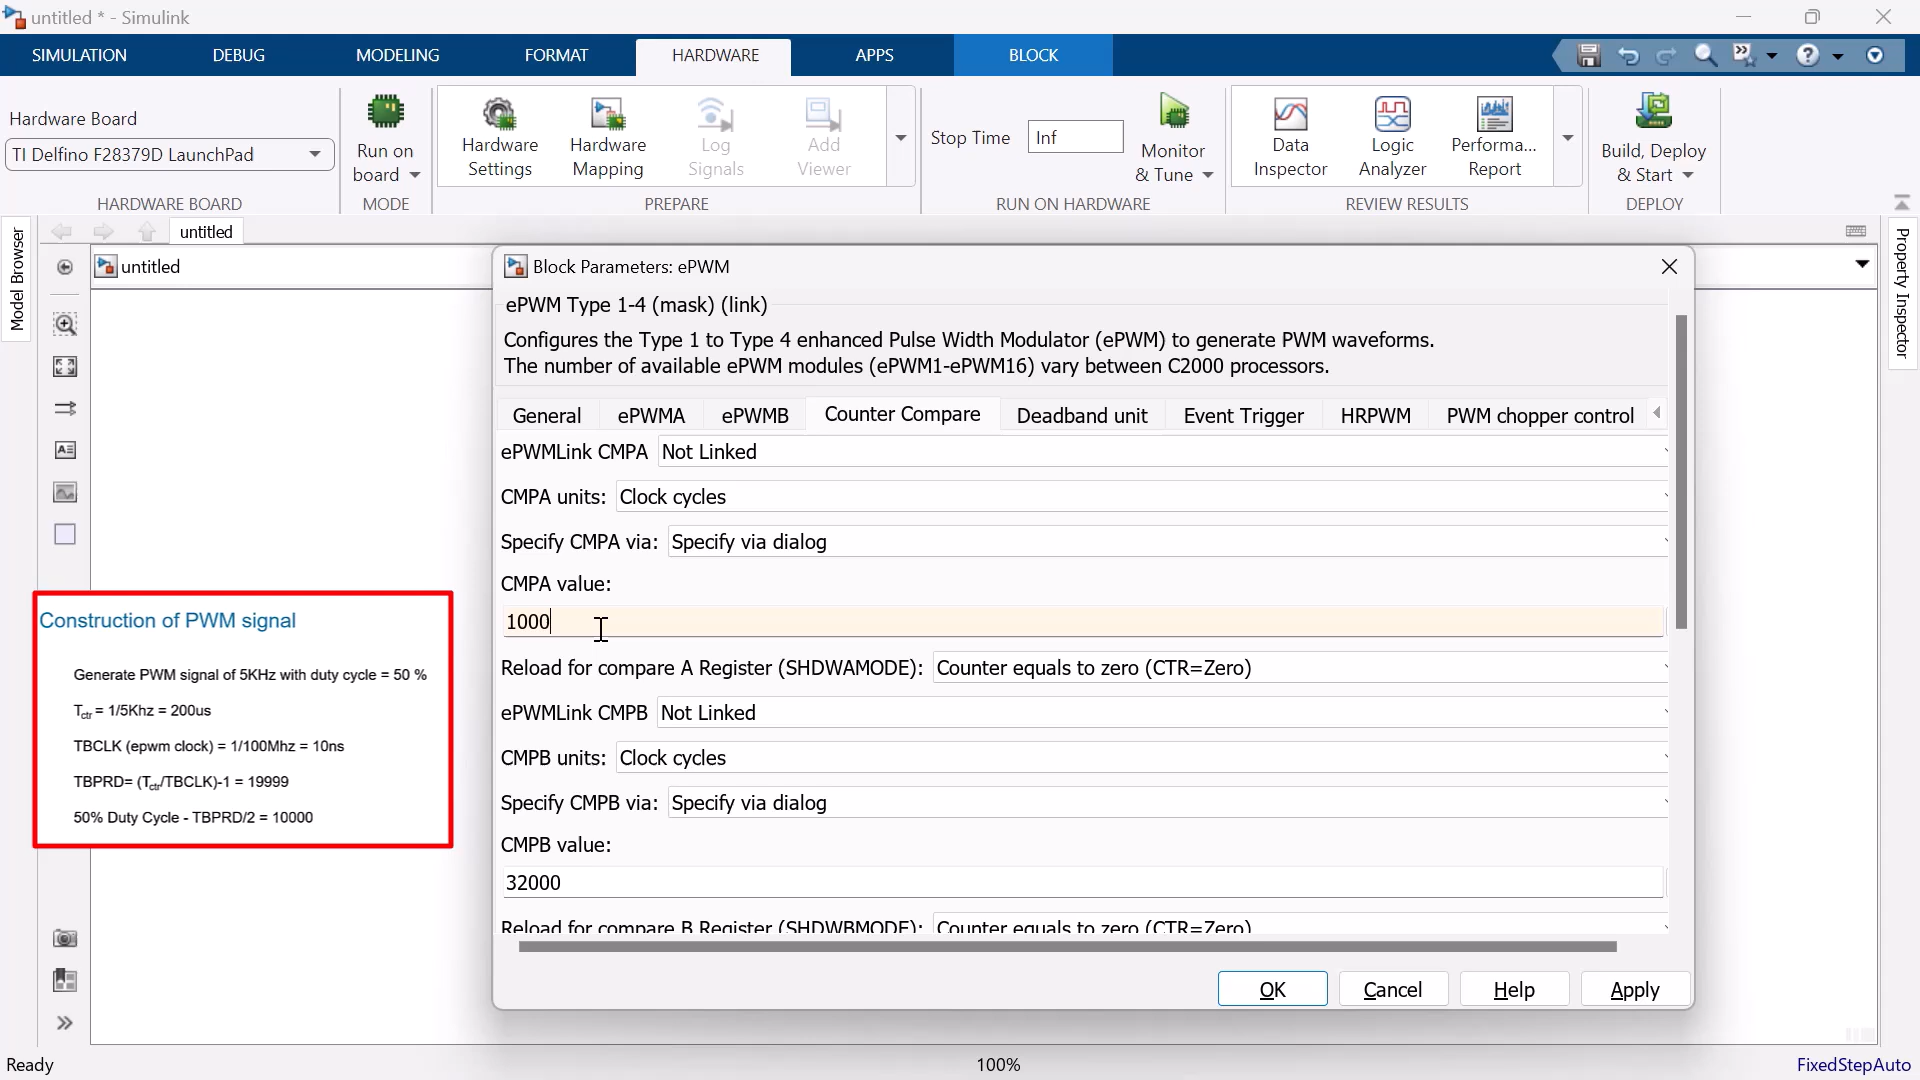 untitled * - Simulink
SIMULATION DEBUG MODELING FORMAT HARDWARE APPS BLOCK
Hardware Board
TI Delfino F28379D LaunchPad
HARDWARE BOARD
Run on
board
MODE
Hardware
Settings
Hardware
Mapping
Log
Signals
Add
Viewer
PREPARE
Stop Time Inf
Monitor
& Tune
RUN ON HARDWARE
Data
Inspector
Logic
Analyzer
Performa...
Report
REVIEW RESULTS
Build, Deploy
& Start
DEPLOY
Model Browser
untitled
untitled
Property Inspector
Construction of PWM signal
Generate PWM signal of 5KHz with duty cycle = 50 %
Tctr = 1/5Khz = 200us
TBCLK (epwm clock) = 1/100Mhz = 10ns
TBPRD= (Tctr/TBCLK)-1 = 19999
50% Duty Cycle - TBPRD/2 = 10000
Block Parameters: ePWM
ePWM Type 1-4 (mask) (link)
Configures the Type 1 to Type 4 enhanced Pulse Width Modulator (ePWM) to generate PWM waveforms.
The number of available ePWM modules (ePWM1-ePWM16) vary between C2000 processors.
General ePWMA ePWMB Counter Compare Deadband unit Event Trigger HRPWM PWM chopper control
ePWMLink CMPA Not Linked
CMPA units: Clock cycles
Specify CMPA via: Specify via dialog
CMPA value:
1000
Reload for compare A Register (SHDWAMODE): Counter equals to zero (CTR=Zero)
ePWMLink CMPB Not Linked
CMPB units: Clock cycles
Specify CMPB via: Specify via dialog
CMPB value:
32000
Reload for compare B Register (SHDWBMODE): Counter equals to zero (CTR=Zero)
OK Cancel Help Apply
Ready 100% FixedStepAuto